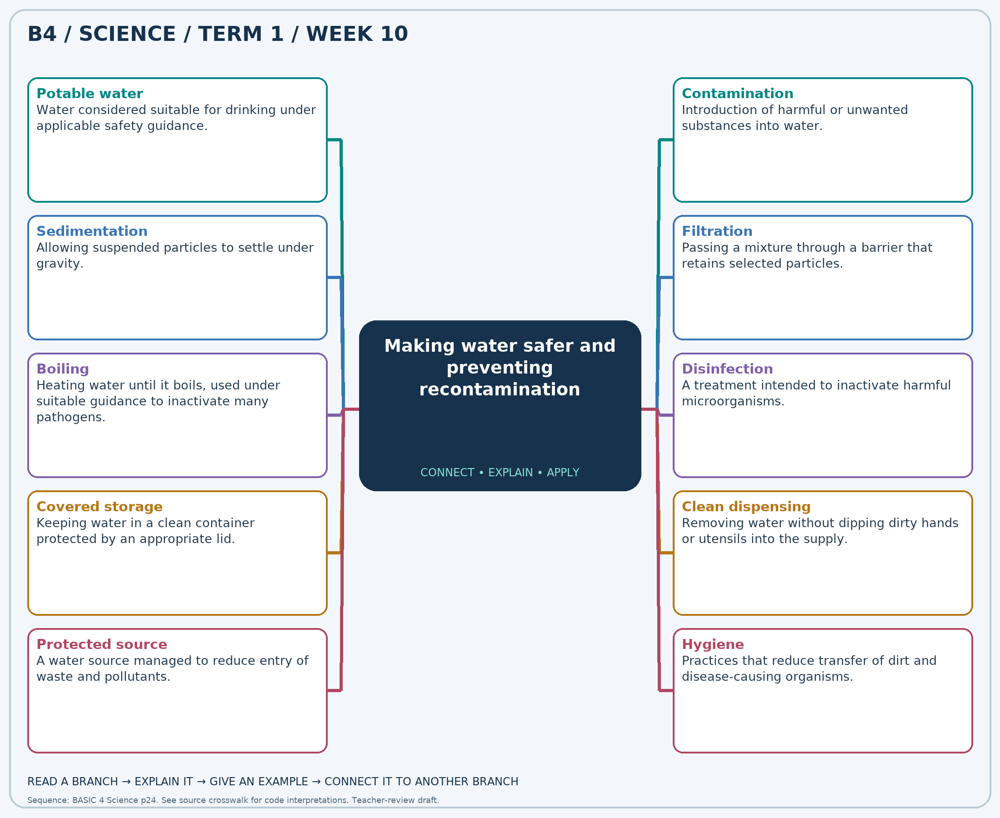 B4 / SCIENCE / TERM 1 / WEEK 10
Potable water
Water considered suitable for drinking under
applicable safety guidance.
Sedimentation
Allowing suspended particles to settle under
gravity.
Boiling
Heating water until it boils, used under
suitable guidance to inactivate many
pathogens.
Covered storage
Keeping water in a clean container
protected by an appropriate lid.
Protected source
A water source managed to reduce entry of
waste and pollutants.
Making water safer and
preventing
recontamination
CONNECT • EXPLAIN • APPLY
Contamination
Introduction of harmful or unwanted
substances into water.
Filtration
Passing a mixture through a barrier that
retains selected particles.
Disinfection
A treatment intended to inactivate harmful
microorganisms.
Clean dispensing
Removing water without dipping dirty hands
or utensils into the supply.
Hygiene
Practices that reduce transfer of dirt and
disease-causing organisms.
READ A BRANCH → EXPLAIN IT → GIVE AN EXAMPLE → CONNECT IT TO ANOTHER BRANCH
Sequence: BASIC 4 Science p24. See source crosswalk for code interpretations. Teacher-review draft.